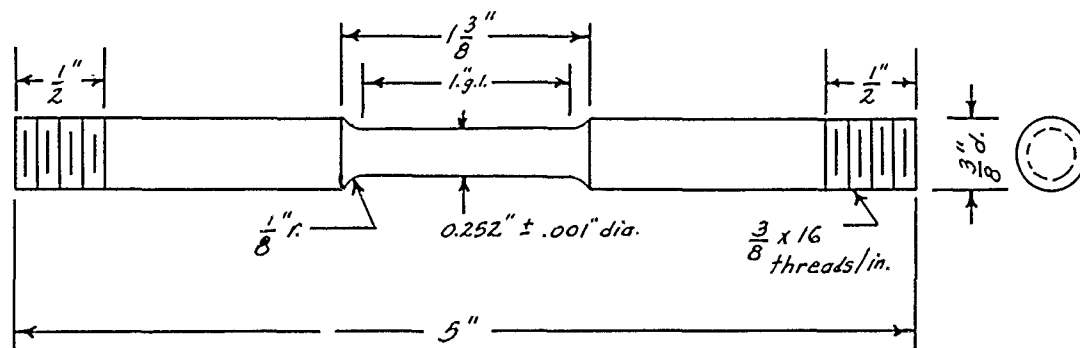 1 3/8"
1/2"
1."g.l.
1/2"
3/8" d.
1/8" r.
0.252" ± .001" dia.
3/8 x 16
threads/in.
5"